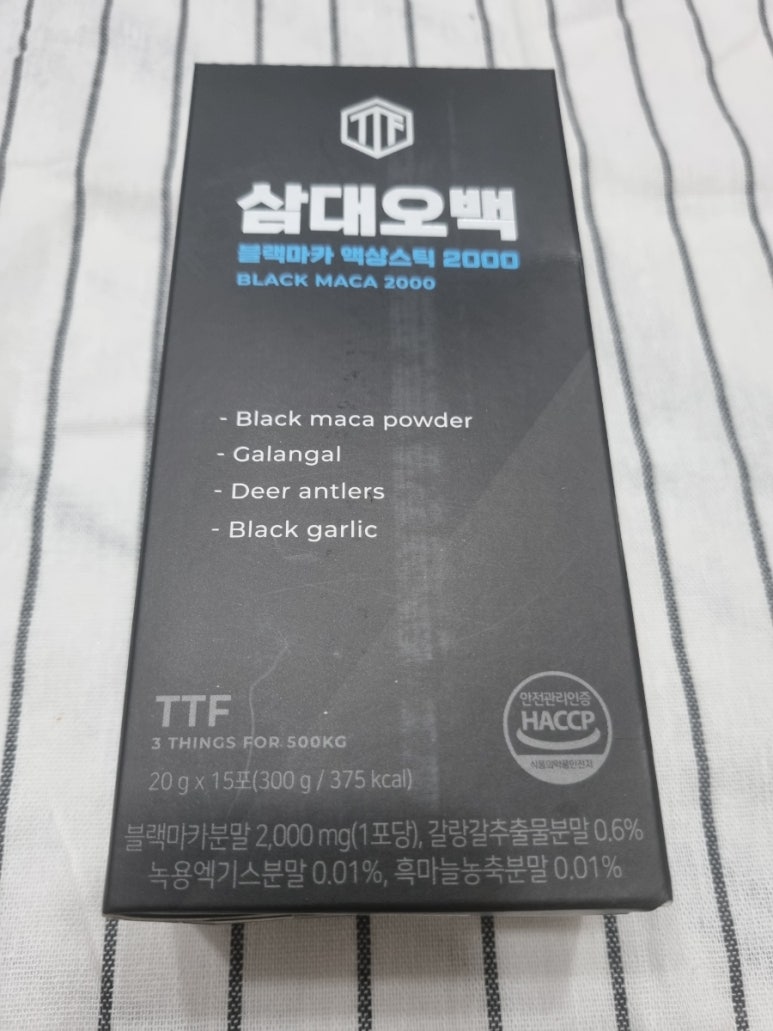 TTF
삼대오백
블랙마카 액상스틱 2000
BLACK MACA 2000
- Black maca powder
- Galangal
- Deer antlers
- Black garlic
TTF
3 THINGS FOR 500KG
20 g x 15포(300 g / 375 kcal)
안전관리인증
HACCP
식품의약품안전처
블랙마카분말 2,000 mg(1포당), 갈랑갈추출물분말 0.6%
녹용엑기스분말 0.01%, 흑마늘농축분말 0.01%